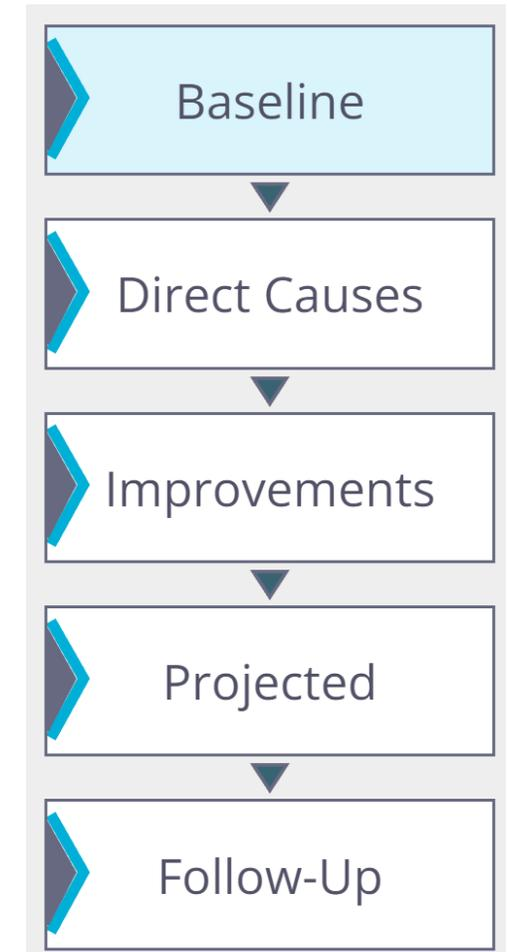 Baseline
Direct Causes
Improvements
Projected
Follow-Up